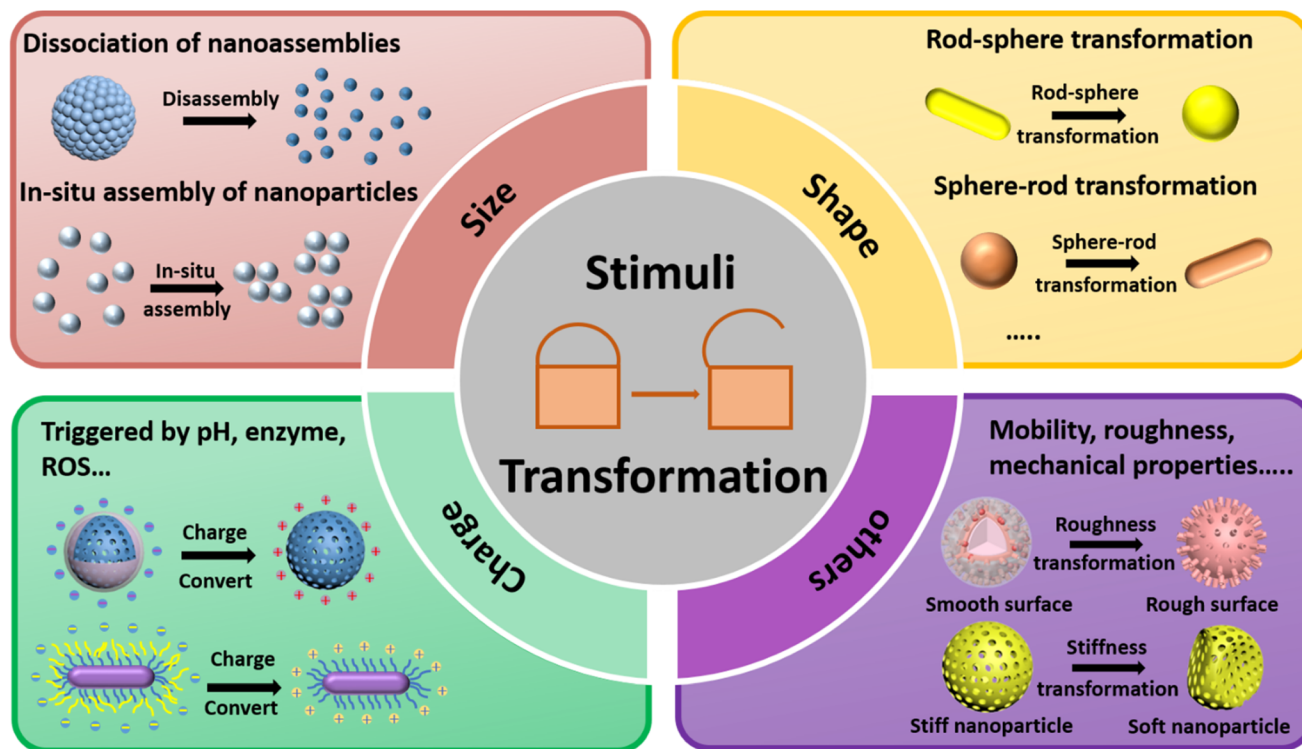 Dissociation of nanoassemblies
Disassembly
In-situ assembly of nanoparticles
In-situ
assembly
Size
Rod-sphere transformation
Rod-sphere
transformation
Sphere-rod transformation
Sphere-rod
transformation
.....
Shape
Stimuli
Transformation
Triggered by pH, enzyme,
ROS...
Charge
Convert
Charge
Convert
Charge
Mobility, roughness,
mechanical properties.....
Roughness
transformation
Smooth surface
Rough surface
Stiffness
transformation
Stiff nanoparticle
Soft nanoparticle
others